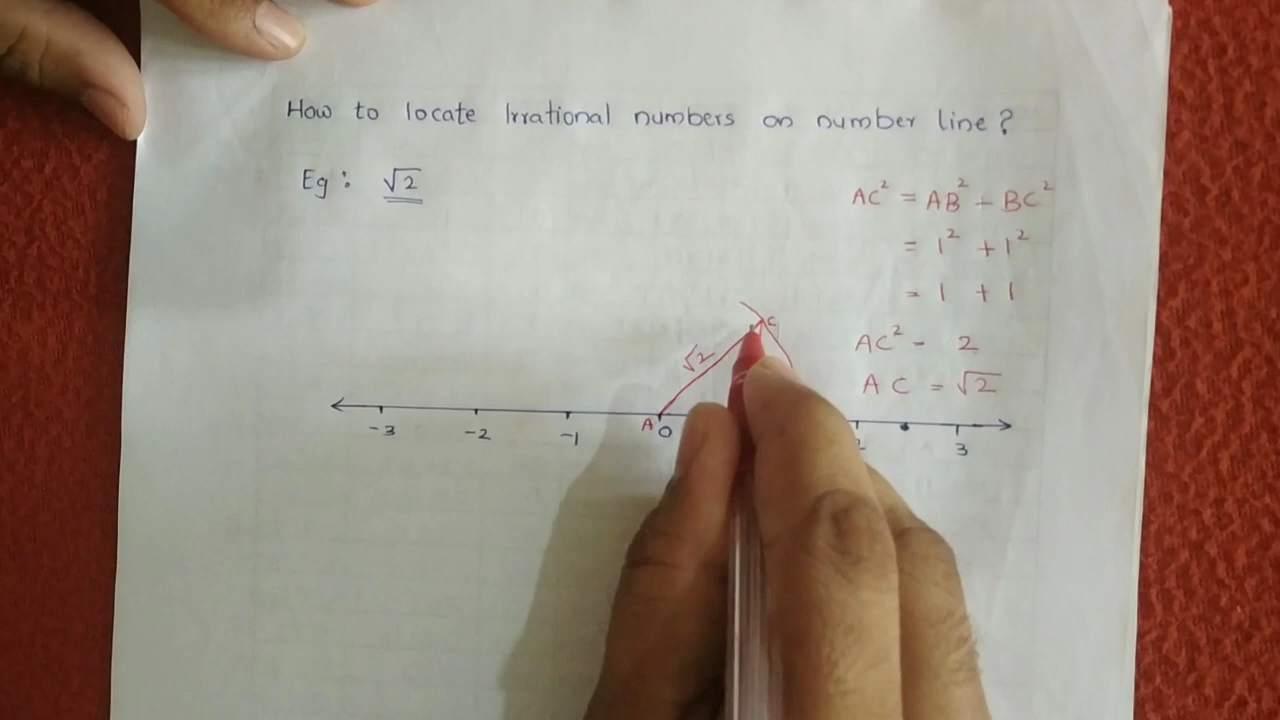 How to locate Irrational numbers on number line?
Eg: √2
AC² = AB² + BC²
= 1² + 1²
= 1 + 1
AC² - 2
AC = √2
C
√2
A
-3 -2 -1 0 3